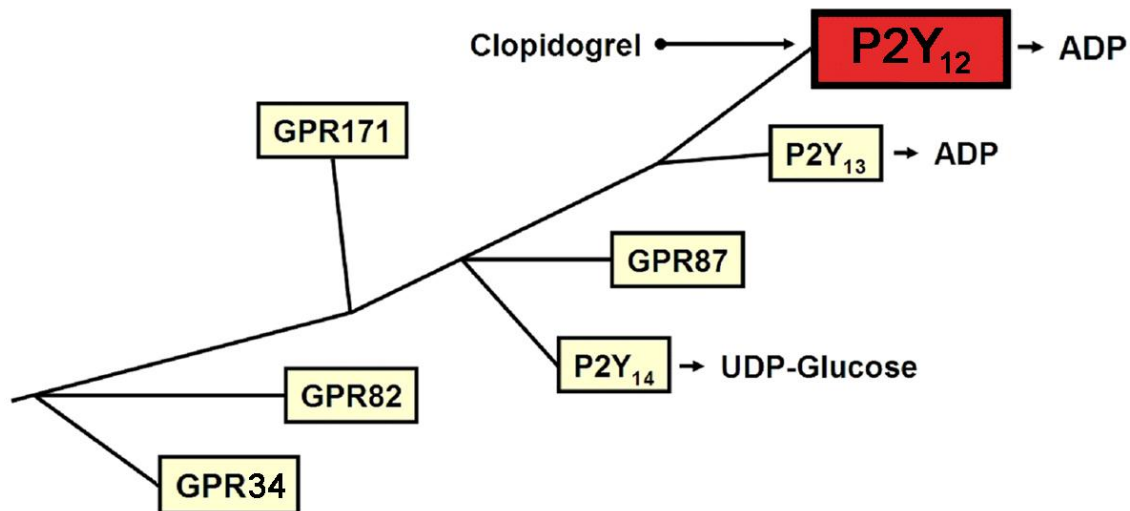 Clopidogrel
P2Y12
ADP
GPR171
P2Y13
ADP
GPR87
P2Y14
UDP-Glucose
GPR82
GPR34